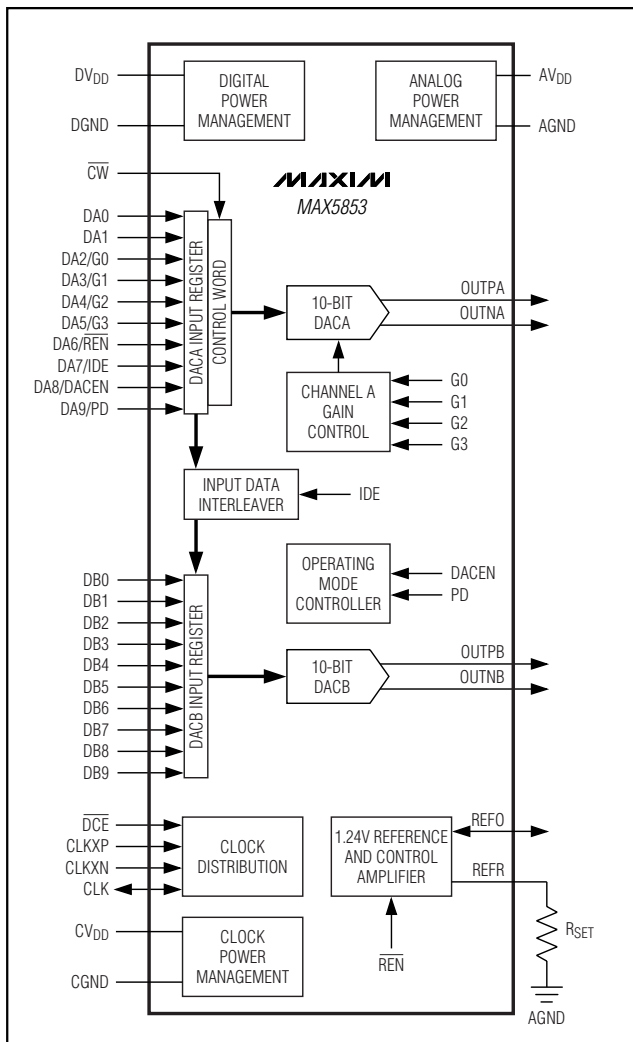 DVDD
DGND
DIGITAL
POWER
MANAGEMENT
ANALOG
POWER
MANAGEMENT
AVDD
AGND
CW
MAXIM
MAX5853
DA0
DA1
DA2/G0
DA3/G1
DA4/G2
DA5/G3
DA6/REN
DA7/IDE
DA8/DACEN
DA9/PD
DACA INPUT REGISTER
CONTROL WORD
10-BIT
DACA
OUTPA
OUTNA
CHANNEL A
GAIN
CONTROL
G0
G1
G2
G3
INPUT DATA
INTERLEAVER
IDE
OPERATING
MODE
CONTROLLER
DACEN
PD
DB0
DB1
DB2
DB3
DB4
DB5
DB6
DB7
DB8
DB9
DACB INPUT REGISTER
10-BIT
DACB
OUTPB
OUTNB
DCE
CLKXP
CLKXN
CLK
CLOCK
DISTRIBUTION
1.24V REFERENCE
AND CONTROL
AMPLIFIER
REFO
REFR
REN
RSET
AGND
CVDD
CGND
CLOCK
POWER
MANAGEMENT